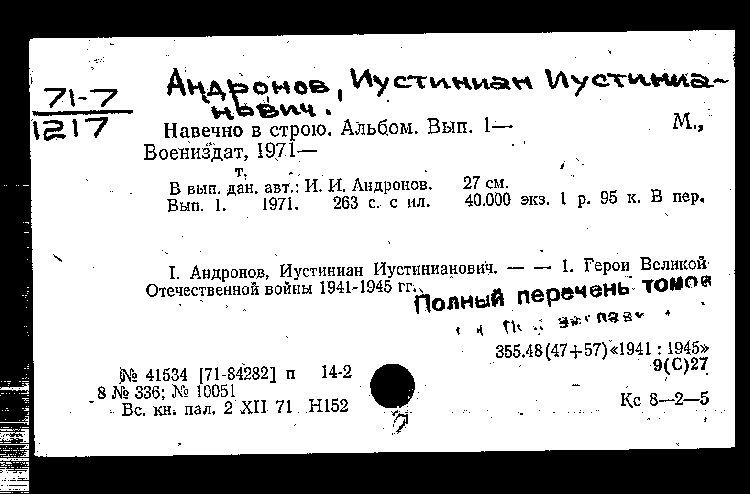 Андронов, Иустиниан Иустиниа-
нович.
71-7
1217
Навечно в строю. Альбом. Вып. 1— М.,
Воениздат, 1971—
т.
В вып. дан. авт.: И. И. Андронов. 27 см.
Вып. 1. 1971. 263 с. с ил. 40.000 экз. 1 р. 95 к. В пер.
I. Андронов, Иустиниан Иустинианович. — — 1. Герои Великой
Отечественной войны 1941-1945 гг.
Полный перечень томов
355.48(47+57)«1941 : 1945»
9(С)27
№ 41534 [71-84282] п 14-2
8 № 336; № 10051
Вс. кн. пал. 2 XII 71 Н152
Кс 8—2—5